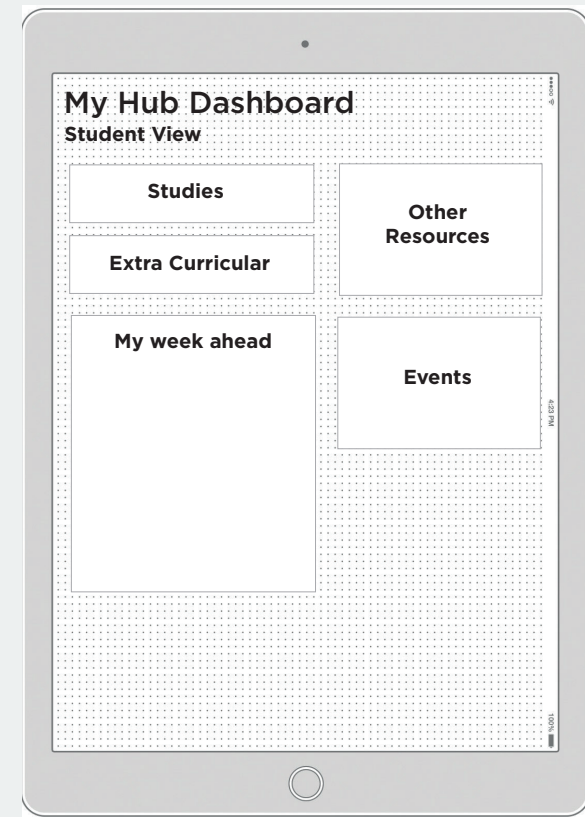 My Hub Dashboard
Student View
Studies
Extra Curricular
My week ahead
Other
Resources
Events
4:23 PM
100%